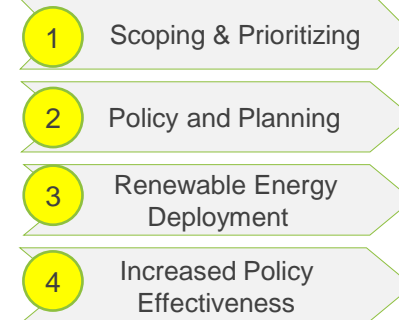 1 Scoping & Prioritizing
2 Policy and Planning
3 Renewable Energy
Deployment
4 Increased Policy
Effectiveness